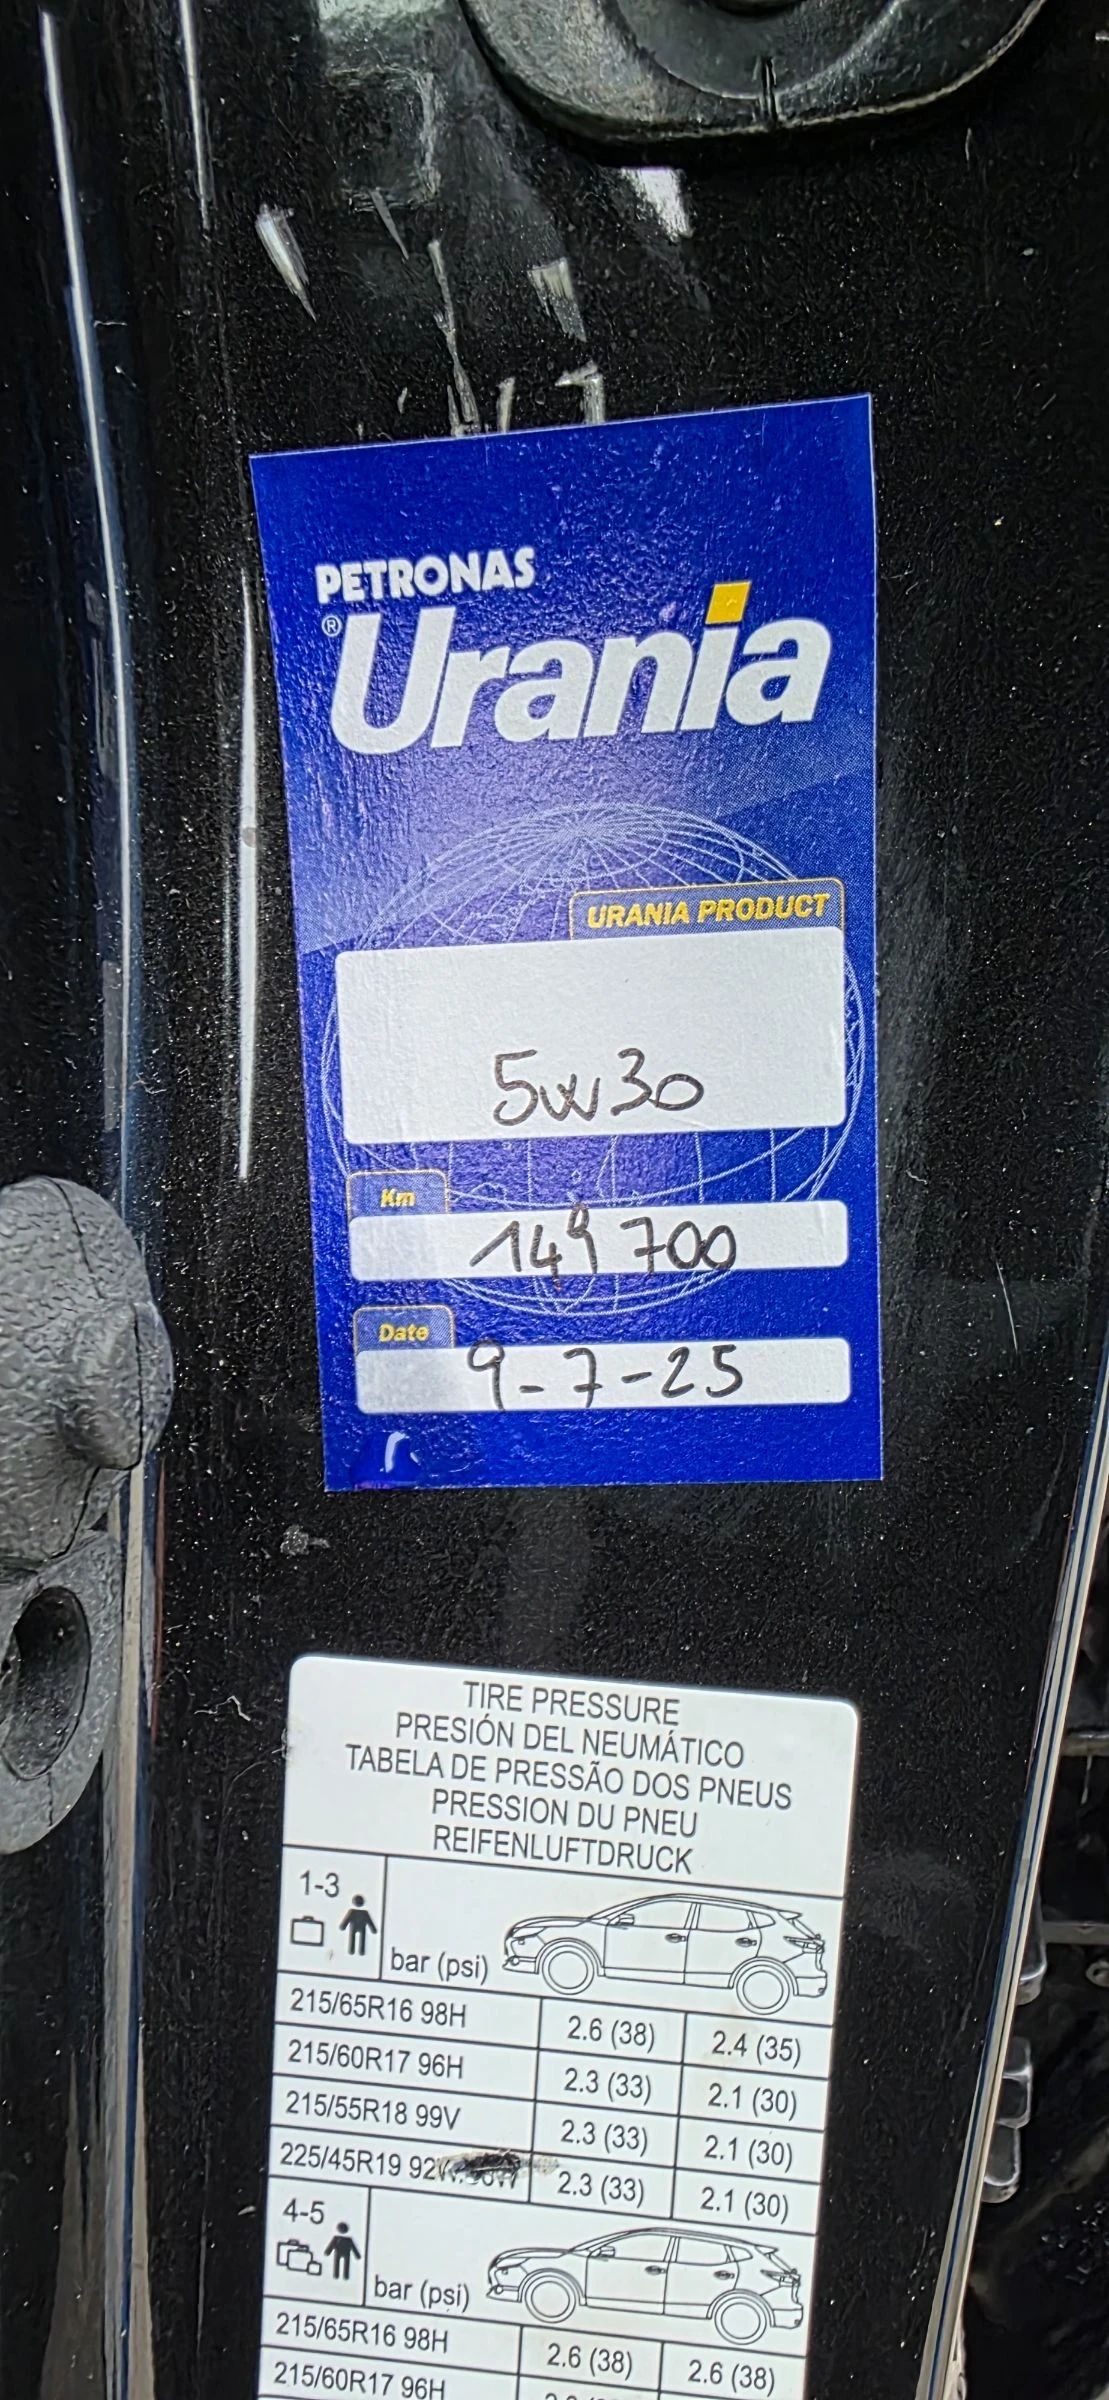 PETRONAS
® Urania
URANIA PRODUCT
5w30
Km
149 700
Date
9-7-25
TIRE PRESSURE
PRESIÓN DEL NEUMÁTICO
TABELA DE PRESSÃO DOS PNEUS
PRESSION DU PNEU
REIFENLUFTDRUCK
1-3
bar (psi)
215/65R16 98H 2.6 (38) 2.4 (35)
215/60R17 96H 2.3 (33) 2.1 (30)
215/55R18 99V 2.3 (33) 2.1 (30)
225/45R19 2.3 (33) 2.1 (30)
4-5
bar (psi)
215/65R16 98H 2.6 (38) 2.6 (38)
215/60R17 96H